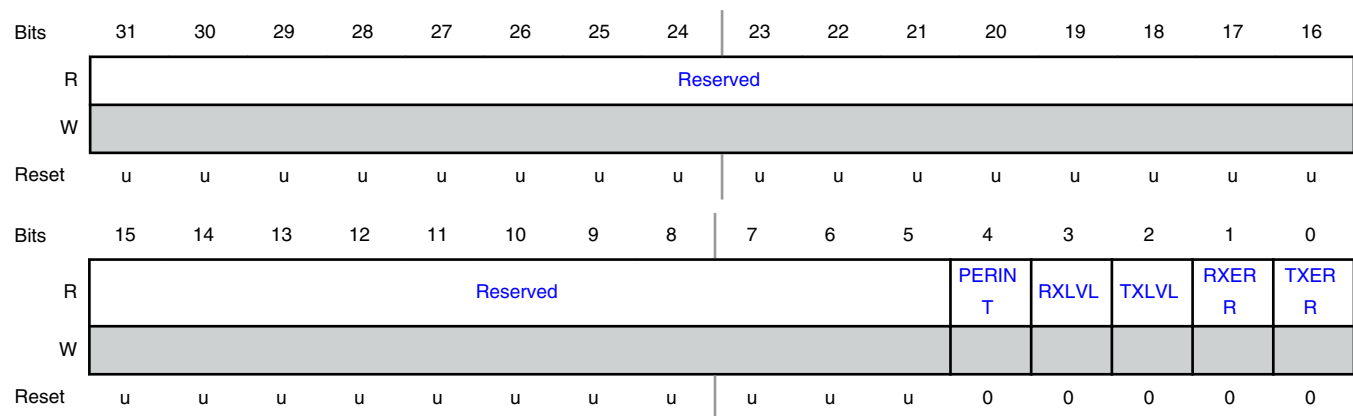 Bits 31 30 29 28 27 26 25 24 23 22 21 20 19 18 17 16
R Reserved
W
Reset u u u u u u u u u u u u u u u u
Bits 15 14 13 12 11 10 9 8 7 6 5 4 3 2 1 0
R Reserved PERIN RXLVL TXLVL RXER TXER
T R R
W
Reset u u u u u u u u u u u 0 0 0 0 0